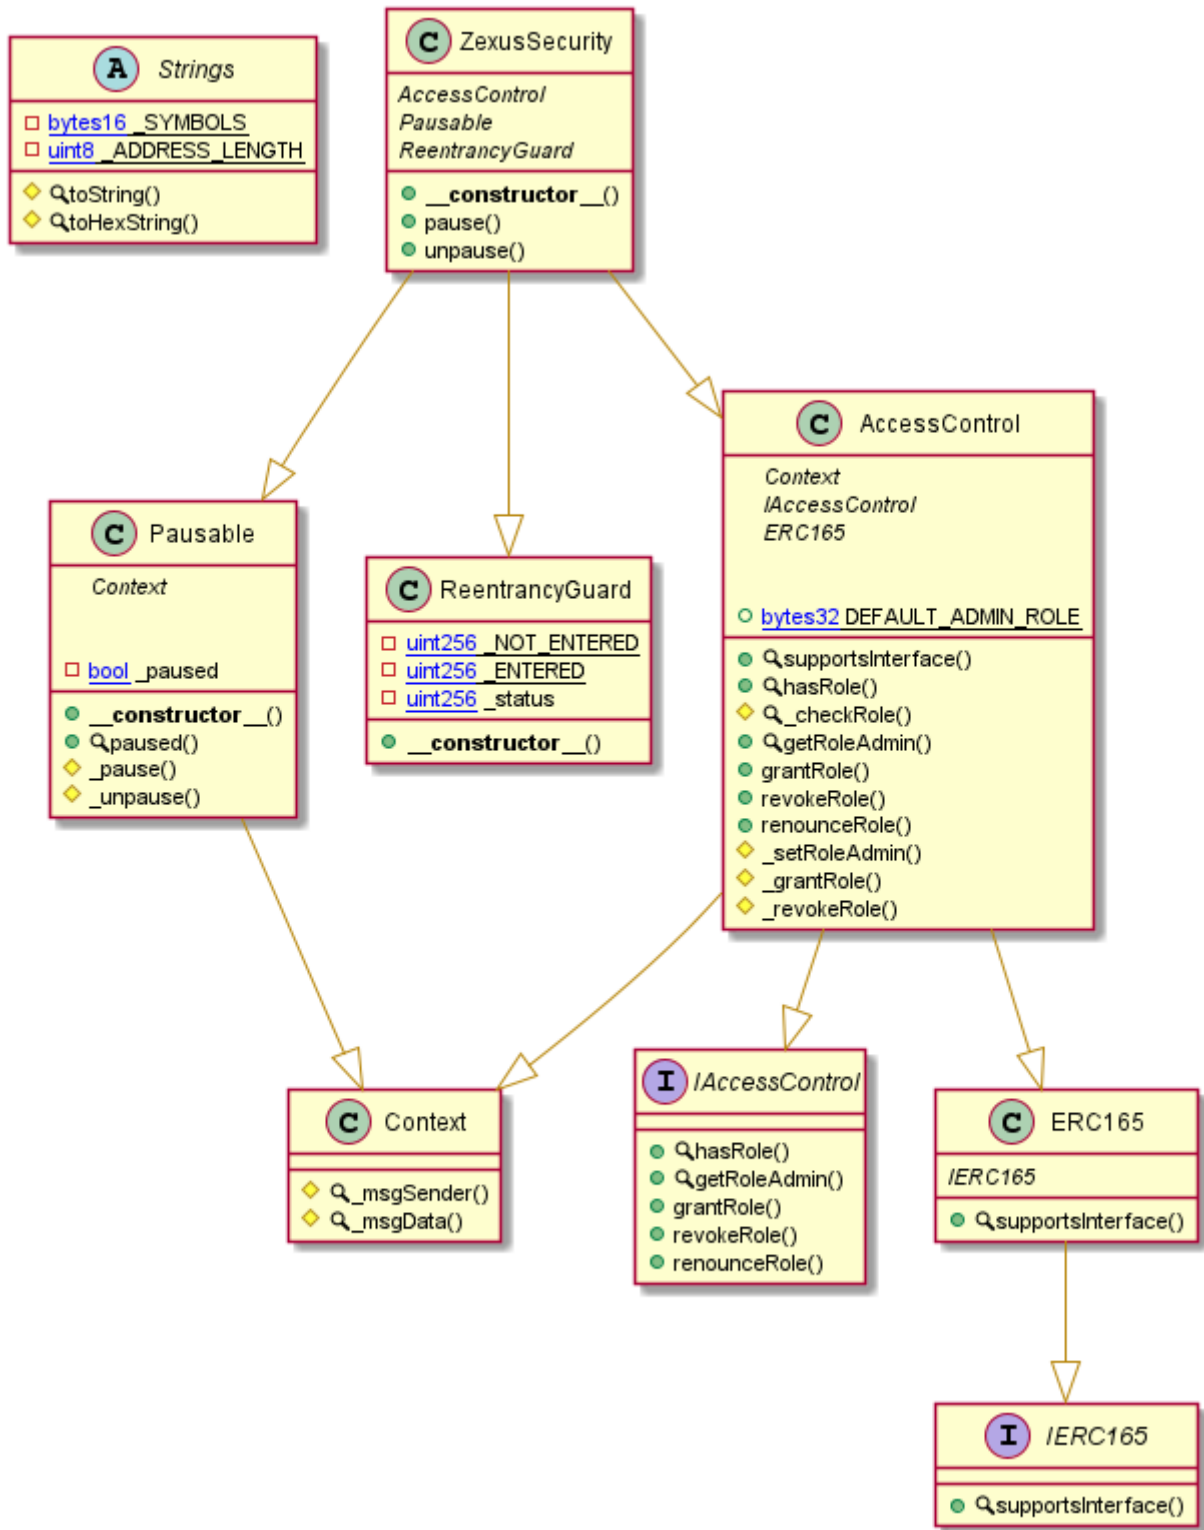 A Strings
bytes16 _SYMBOLS
uint8 _ADDRESS_LENGTH
toString()
toHexString()
C ZexusSecurity
AccessControl
Pausable
ReentrancyGuard
__constructor__()
pause()
unpause()
C Pausable
Context
bool _paused
__constructor__()
paused()
_pause()
_unpause()
C ReentrancyGuard
uint256 _NOT_ENTERED
uint256 _ENTERED
uint256 _status
__constructor__()
C AccessControl
Context
IAccessControl
ERC165
bytes32 DEFAULT_ADMIN_ROLE
supportsInterface()
hasRole()
_checkRole()
getRoleAdmin()
grantRole()
revokeRole()
renounceRole()
_setRoleAdmin()
_grantRole()
_revokeRole()
C Context
_msgSender()
_msgData()
I IAccessControl
hasRole()
getRoleAdmin()
grantRole()
revokeRole()
renounceRole()
C ERC165
IERC165
supportsInterface()
I IERC165
supportsInterface()